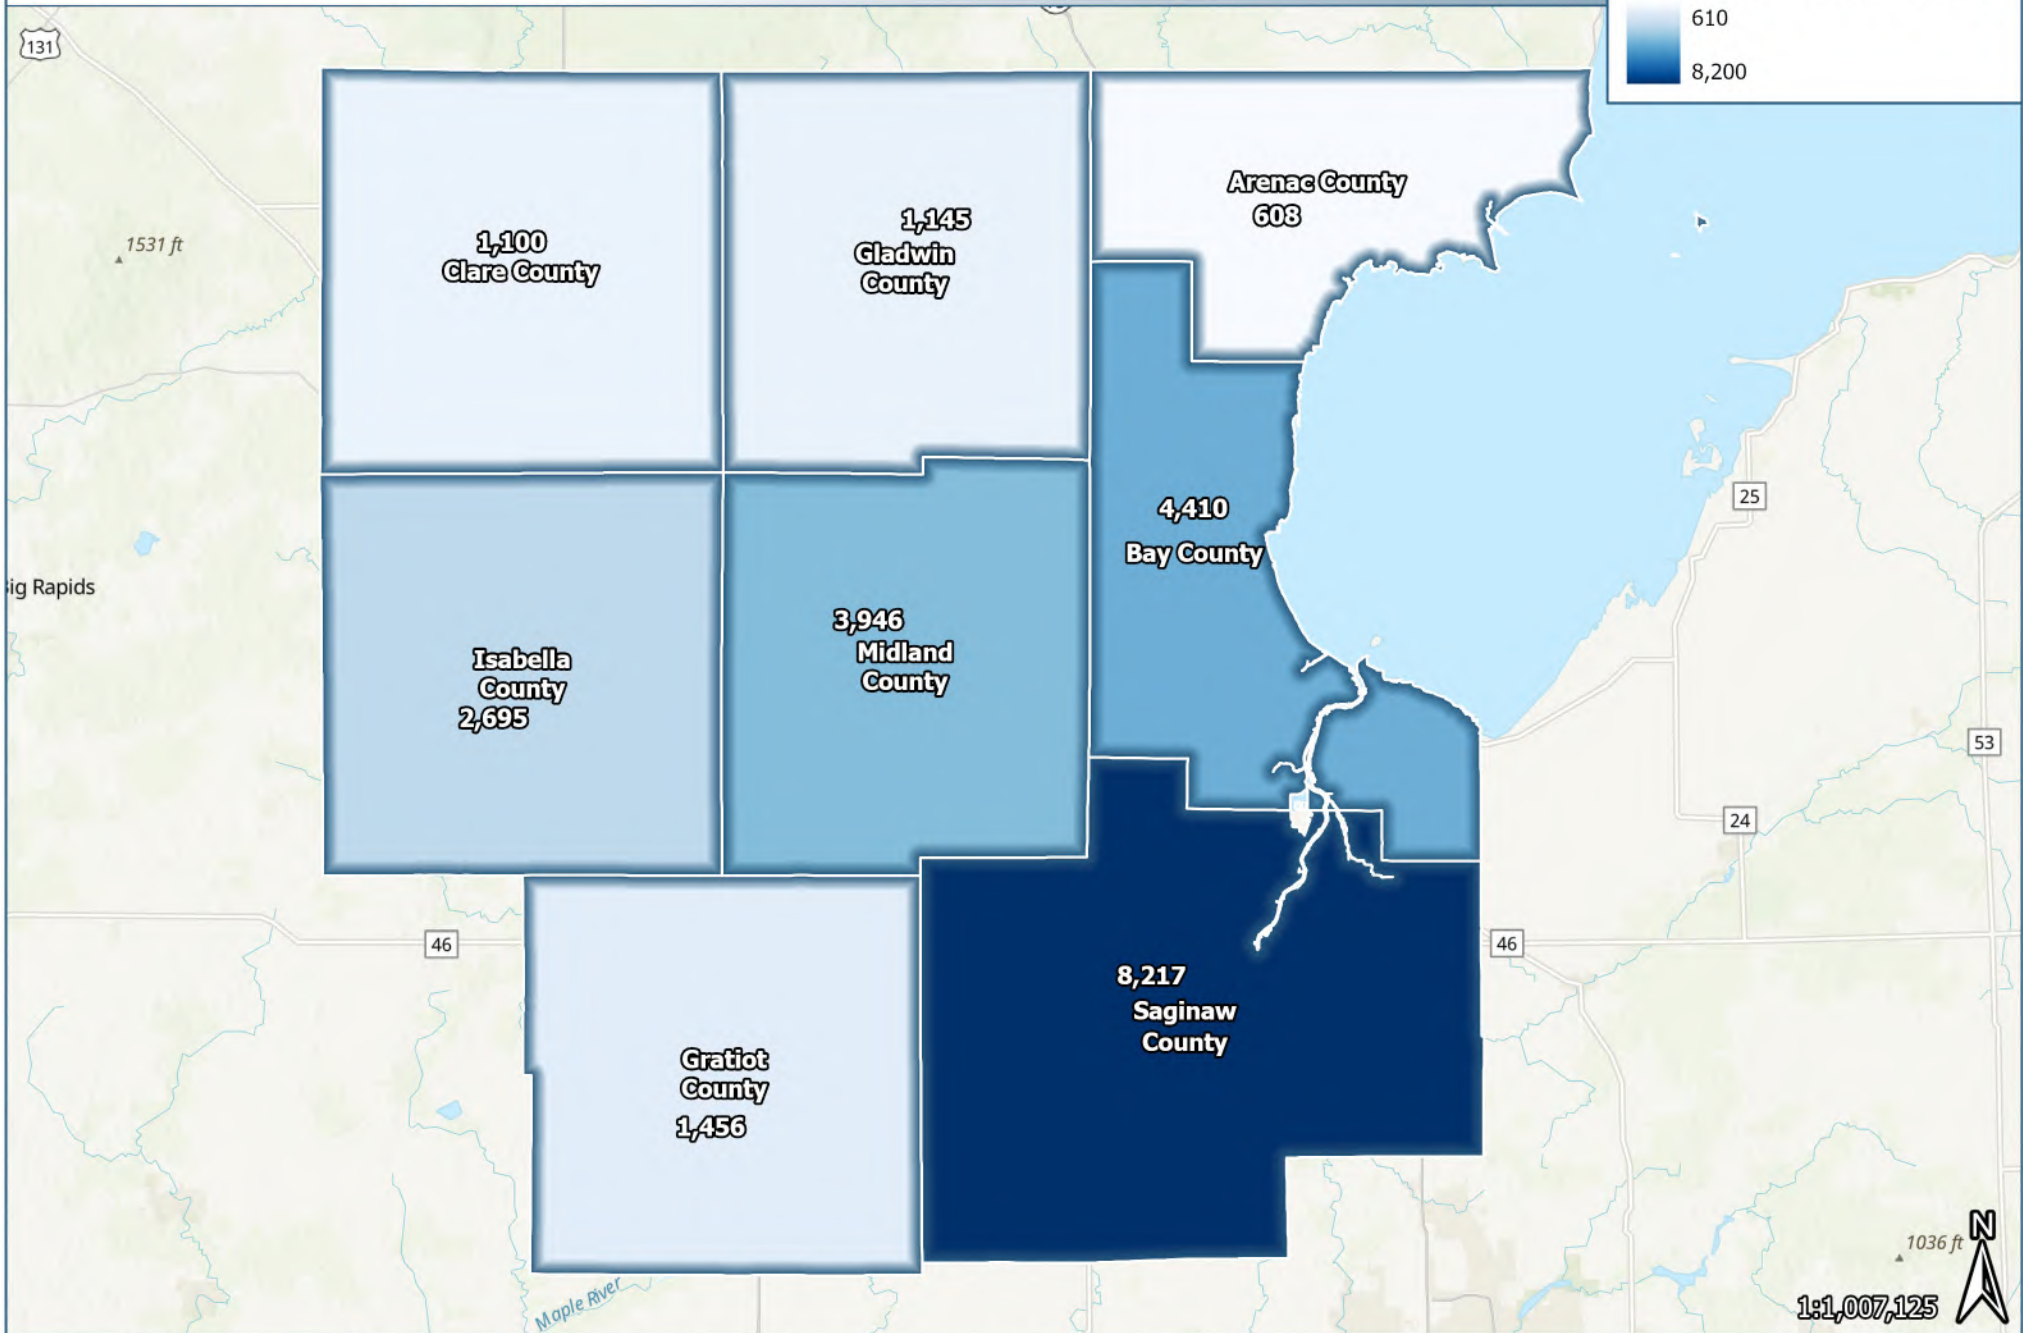 610
8,200
131
Arenac County
608
1,145
Gladwin
County
1,100
Clare County
1531 ft
4,410
Bay County
25
3,946
Midland
County
Isabella
County
2,695
ig Rapids
53
24
46
46
8,217
Saginaw
County
Gratiot
County
1,456
N
1036 ft
1:1,007,125
Maple River